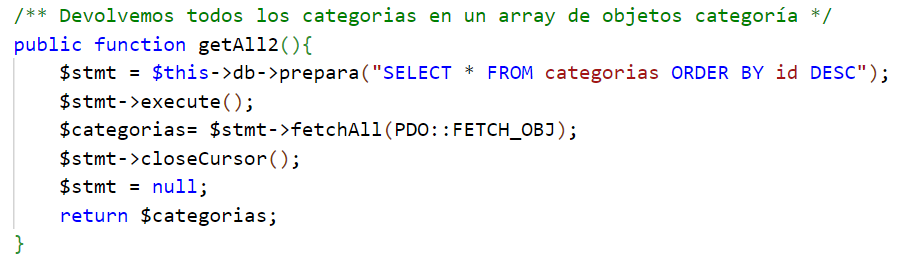 /** Devolvemos todos los categorias en un array de objetos categoría */
public function getAll2(){
    $stmt = $this->db->prepara("SELECT * FROM categorias ORDER BY id DESC");
    $stmt->execute();
    $categorias= $stmt->fetchAll(PDO::FETCH_OBJ);
    $stmt->closeCursor();
    $stmt = null;
    return $categorias;
}